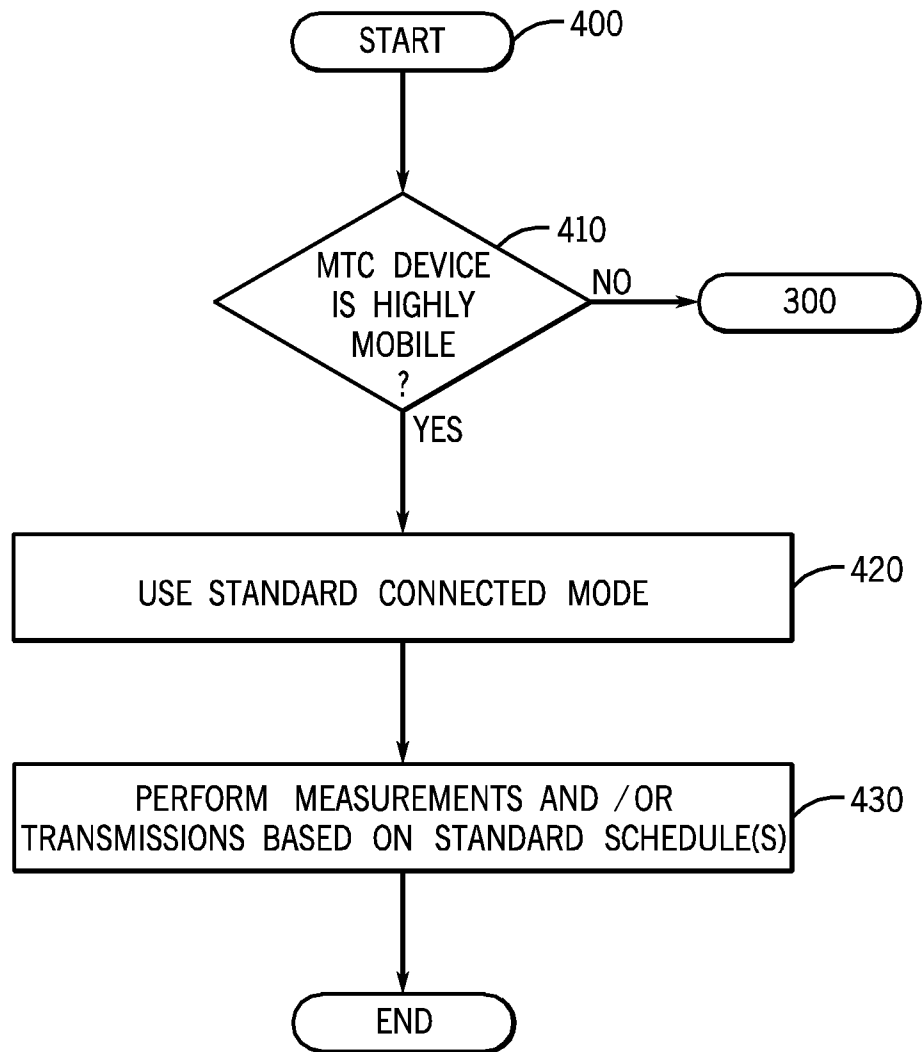 START
400
410
MTC DEVICE
IS HIGHLY
MOBILE
?
NO
300
YES
USE STANDARD CONNECTED MODE
420
PERFORM MEASUREMENTS AND / OR
TRANSMISSIONS BASED ON STANDARD SCHEDULE(S)
430
END